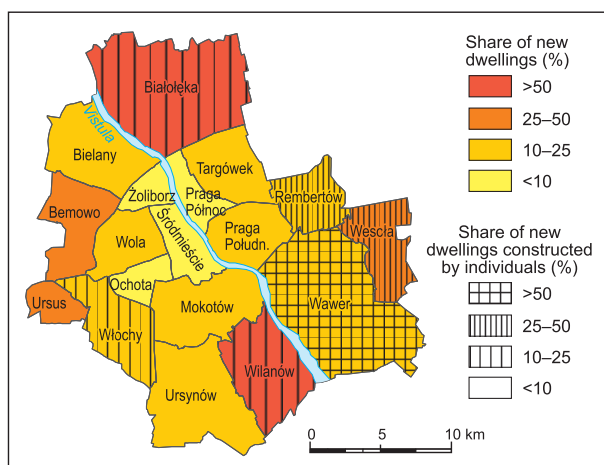 Białołęka
Vistula
Bielany
Targówek
Żoliborz
Praga
Północ
Rembertów
Bemowo
Śródmieście
Wesoła
Wola
Praga
Połudn.
Ochota
Ursus
Włochy
Mokotów
Wawer
Wilanów
Ursynów
0 5 10 km
Share of new
dwellings (%)
>50
25–50
10–25
<10
Share of new
dwellings constructed
by individuals (%)
>50
25–50
10–25
<10